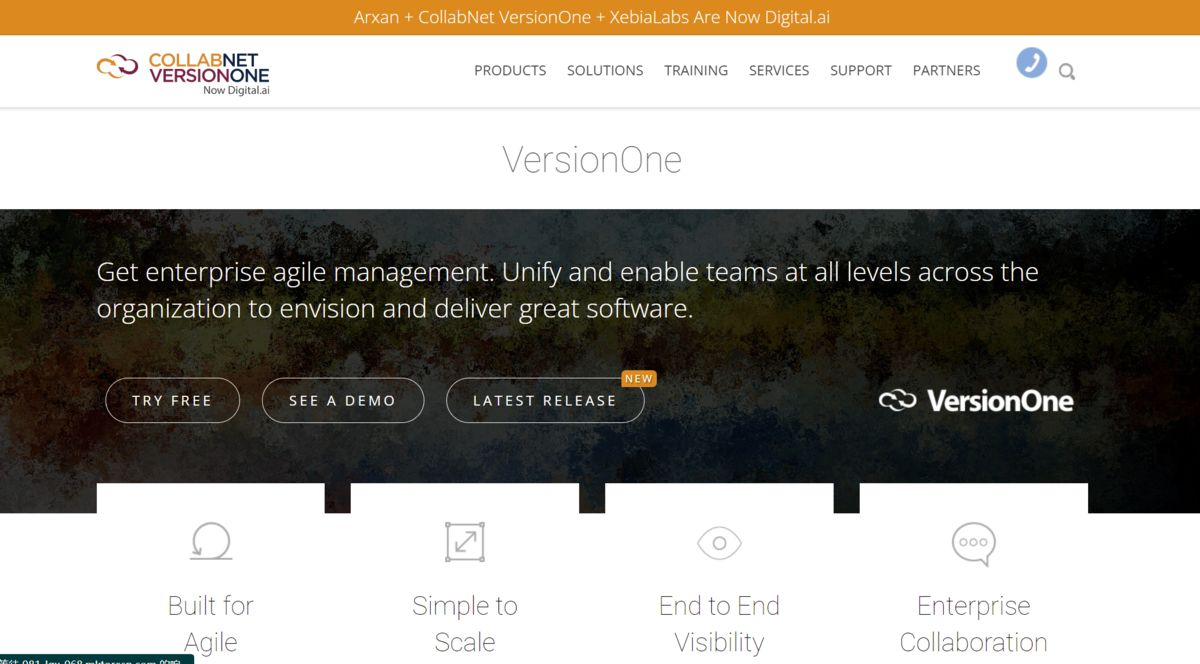 Arxan + CollabNet VersionOne + XebiaLabs Are Now Digital.ai
COLLABNET
VERSIONONE
Now Digital.ai
PRODUCTS SOLUTIONS TRAINING SERVICES SUPPORT PARTNERS
VersionOne
Get enterprise agile management. Unify and enable teams at all levels across the
organization to envision and deliver great software.
TRY FREE SEE A DEMO LATEST RELEASE NEW
VersionOne
Built for
Agile
Simple to
Scale
End to End
Visibility
Enterprise
Collaboration